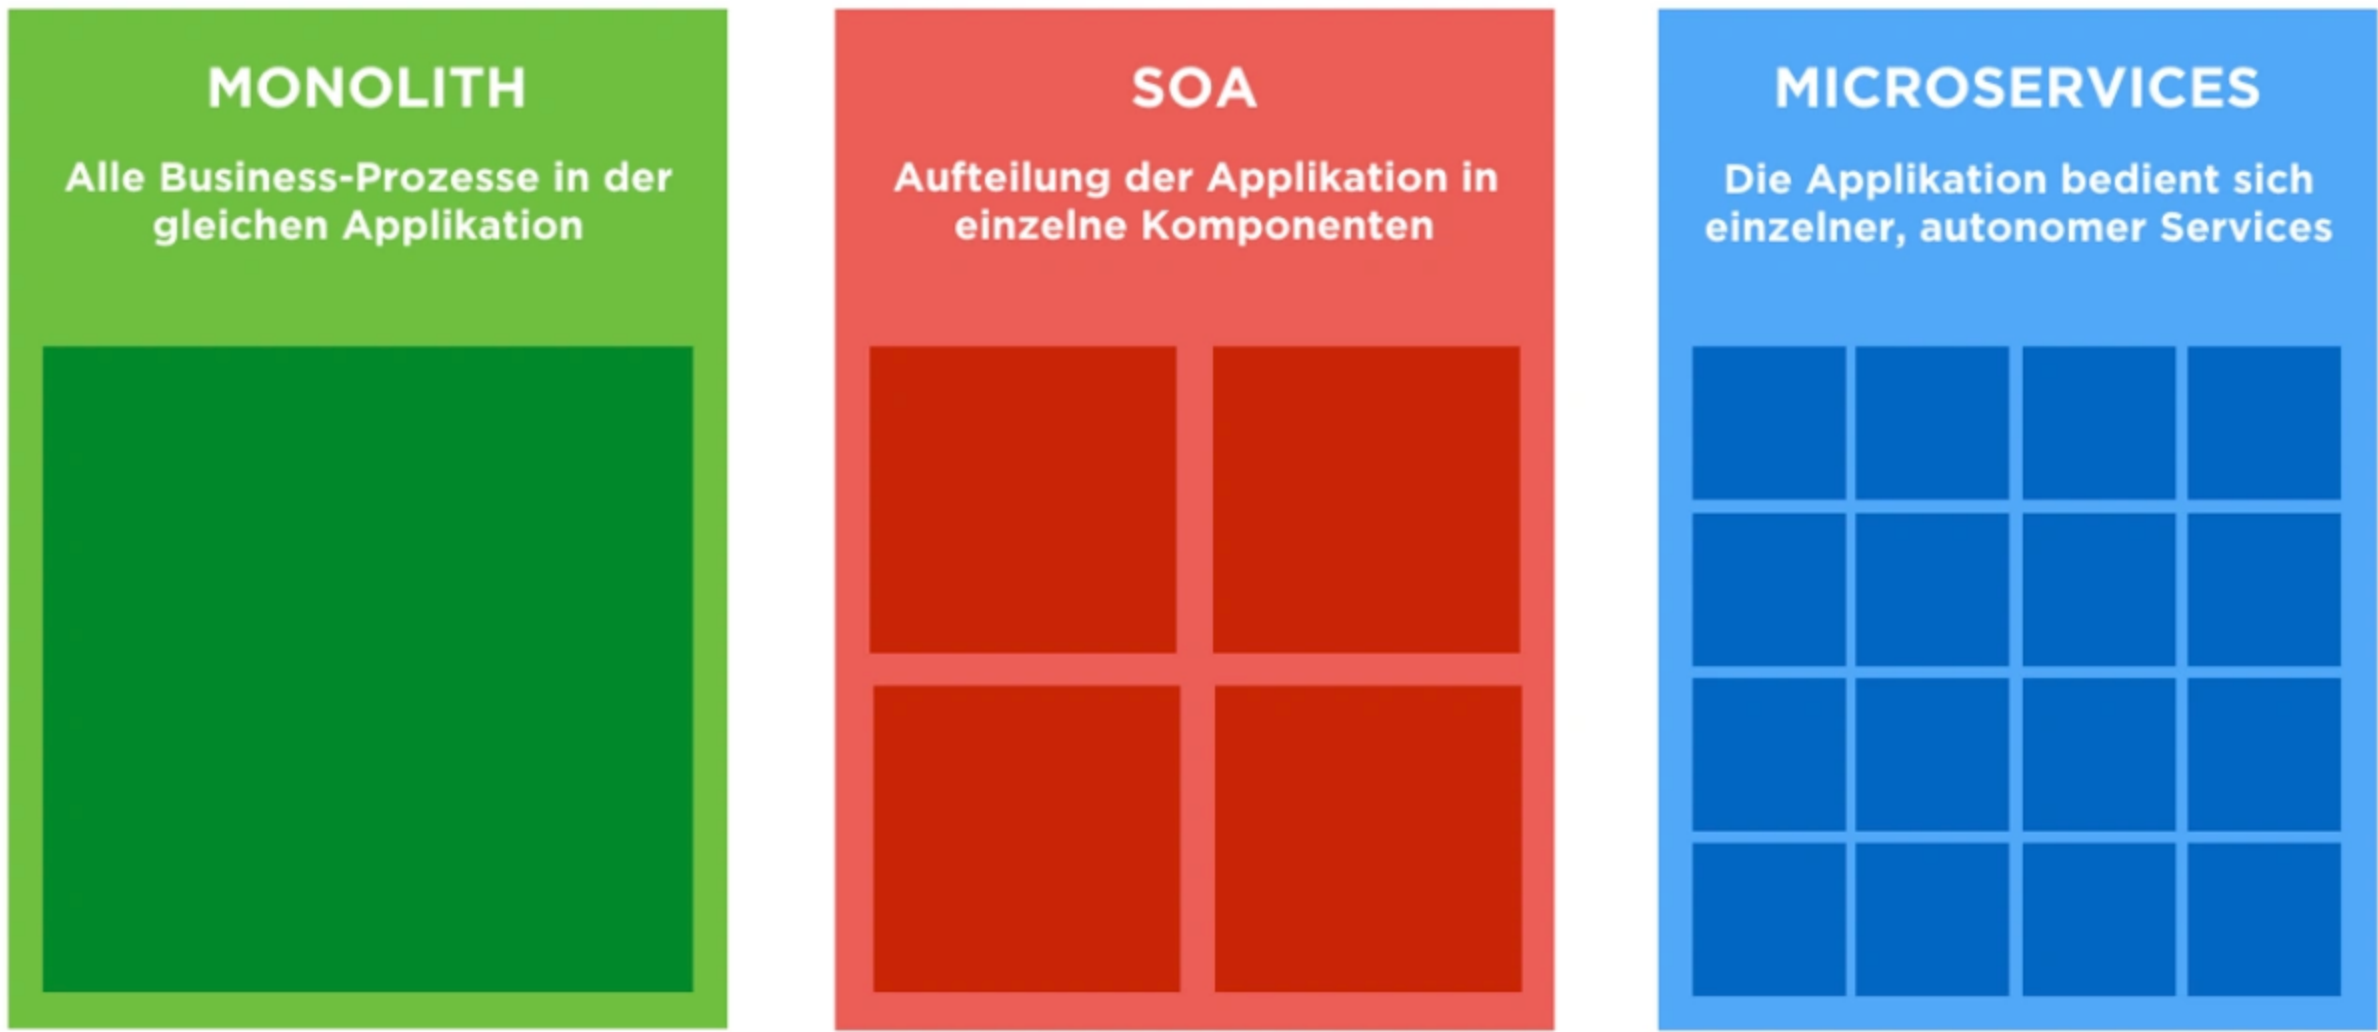 MONOLITH
Alle Business-Prozesse in der
gleichen Applikation
SOA
Aufteilung der Applikation in
einzelne Komponenten
MICROSERVICES
Die Applikation bedient sich
einzelner, autonomer Services